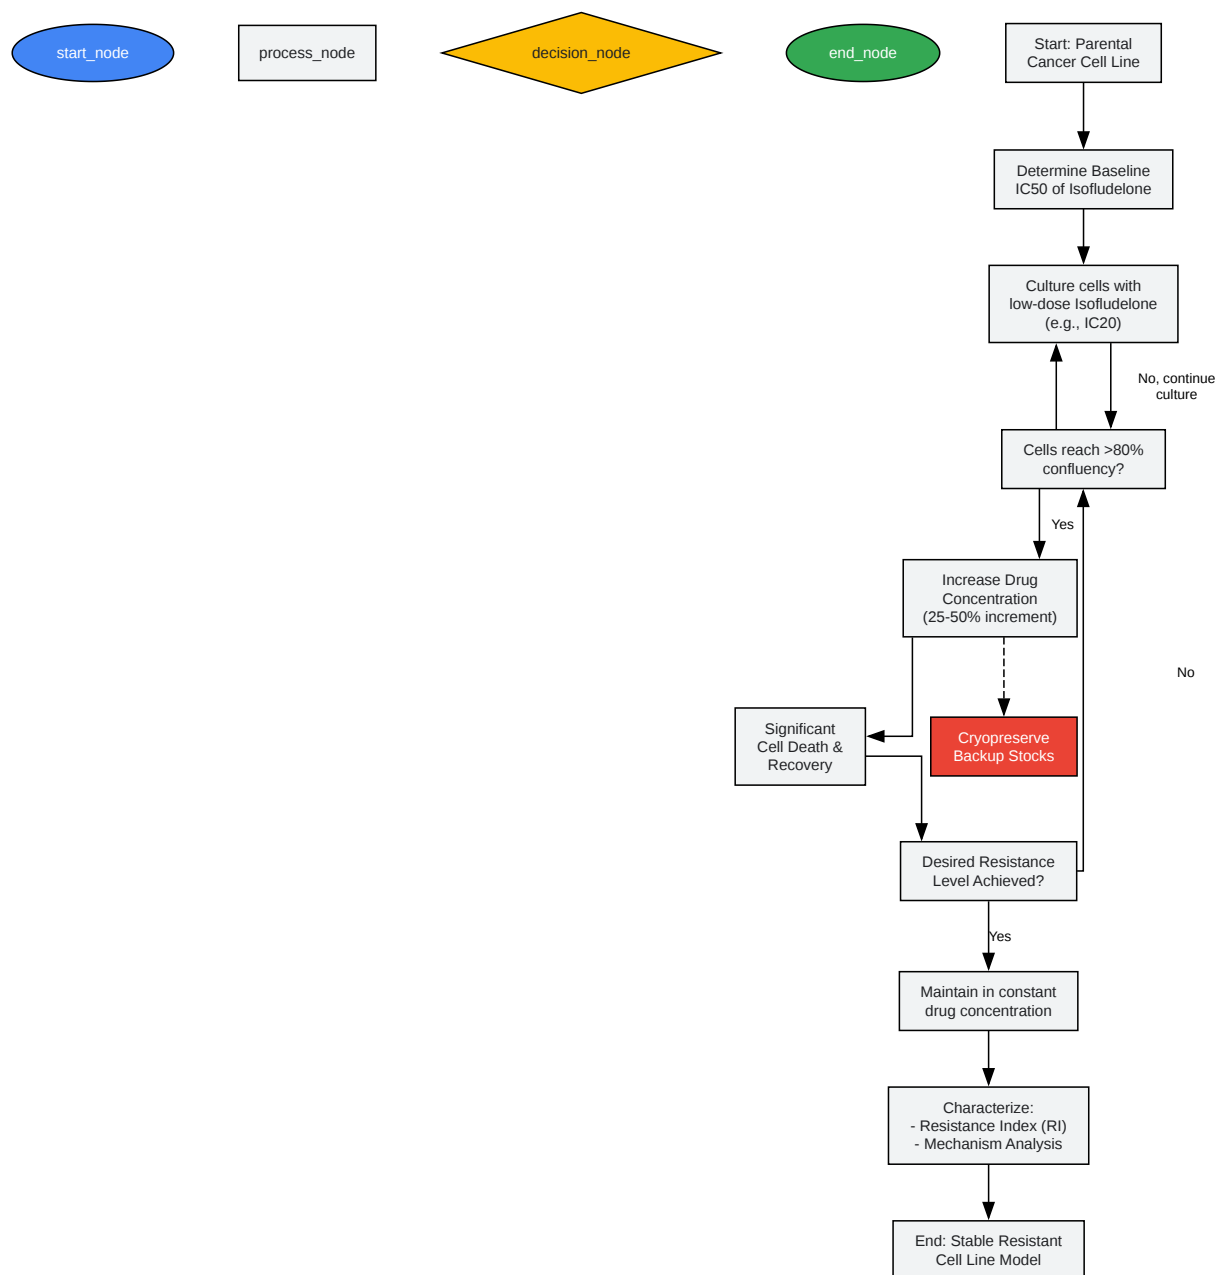 start_node
process_node
decision_node
end_node
Start: Parental
Cancer Cell Line
Determine Baseline
IC50 of Isofludelone
Culture cells with
low-dose Isofludelone
(e.g., IC20)
No, continue
culture
Cells reach >80%
confluency?
Yes
Increase Drug
Concentration
(25-50% increment)
No
Significant
Cell Death &
Recovery
Cryopreserve
Backup Stocks
Desired Resistance
Level Achieved?
Yes
Maintain in constant
drug concentration
Characterize:
- Resistance Index (RI)
- Mechanism Analysis
End: Stable Resistant
Cell Line Model